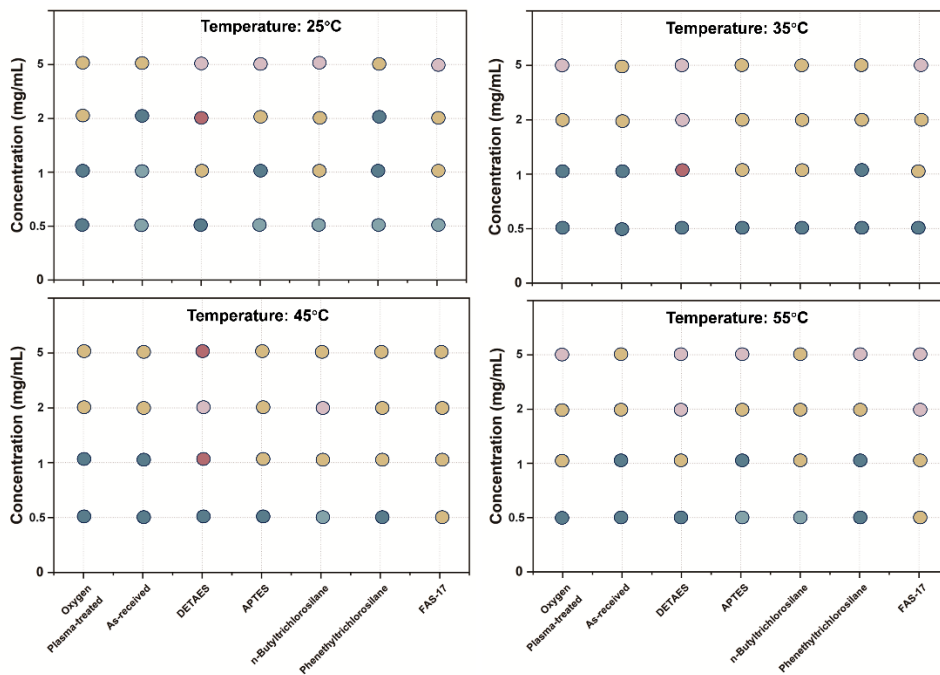 Temperature: 25°C
Concentration (mg/mL)
5
2
1
0.5
0
Temperature: 35°C
Concentration (mg/mL)
5
2
1
0.5
0
Temperature: 45°C
Concentration (mg/mL)
5
2
1
0.5
0
Oxygen
Plasma-treated
As-received
DETAES
APTES
n-Butyltrichlorosilane
Phenethyltrichlorosilane
FAS-17
Temperature: 55°C
Concentration (mg/mL)
5
2
1
0.5
0
Oxygen
Plasma-treated
As-received
DETAES
APTES
n-Butyltrichlorosilane
Phenethyltrichlorosilane
FAS-17